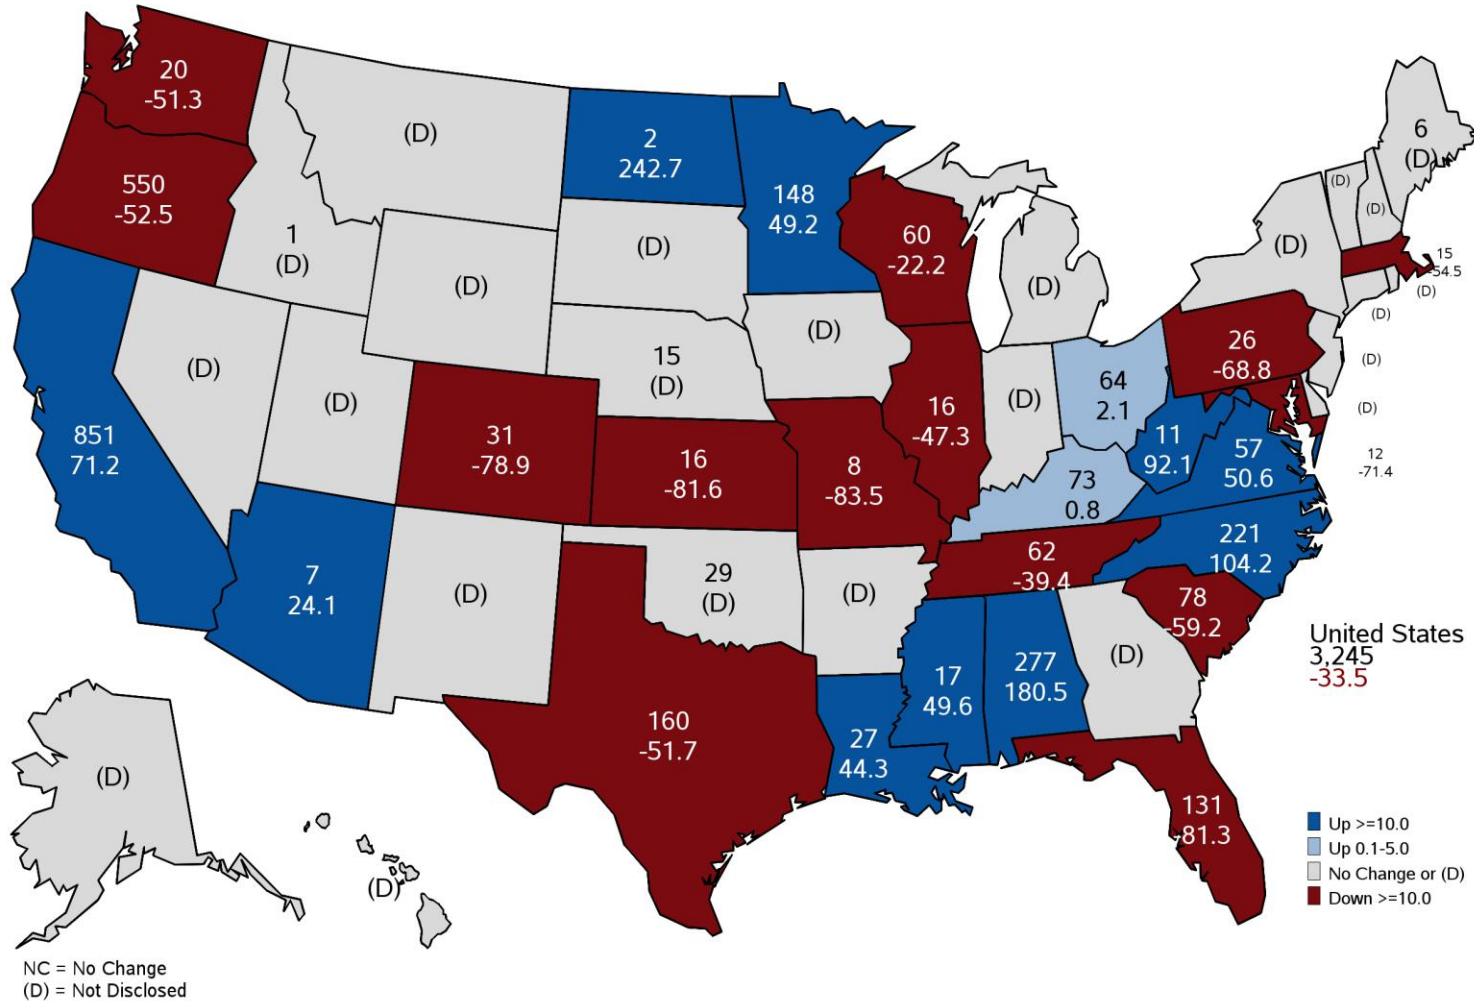 20
-51.3
(D)
2
242.7
148
49.2
6
(D)
550
-52.5
1
(D)
(D)
(D)
60
-22.2
(D)
(D)
(D)
(D)
15
-54.5
(D)
(D)
851
71.2
(D)
(D)
31
-78.9
15
(D)
(D)
16
-81.6
8
-83.5
16
-47.3
(D)
64
2.1
26
-68.8
(D)
(D)
12
-71.4
11
92.1
57
50.6
73
0.8
221
104.2
62
-39.4
78
-59.2
7
24.1
(D)
29
(D)
(D)
17
49.6
277
180.5
(D)
United States
3,245
-33.5
160
-51.7
27
44.3
131
-81.3
(D)
(D)
Up >=10.0
Up 0.1-5.0
No Change or (D)
Down >=10.0
NC = No Change
(D) = Not Disclosed